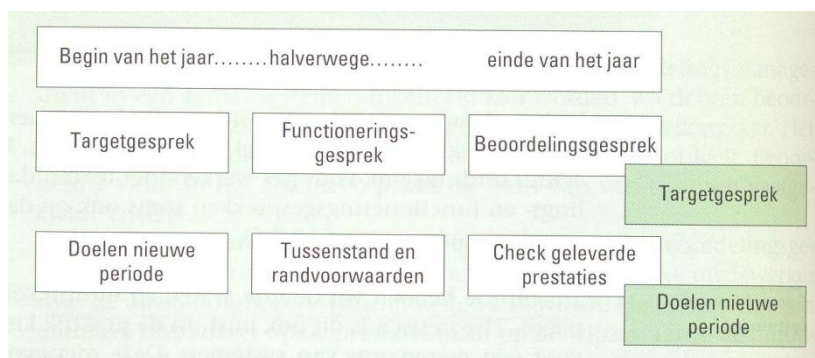 Begin van het jaar........halverwege........ einde van het jaar
Targetgesprek
Functionerings-
gesprek
Beoordelingsgesprek
Targetgesprek
Doelen nieuwe
periode
Tussenstand en
randvoorwaarden
Check geleverde
prestaties
Doelen nieuwe
periode